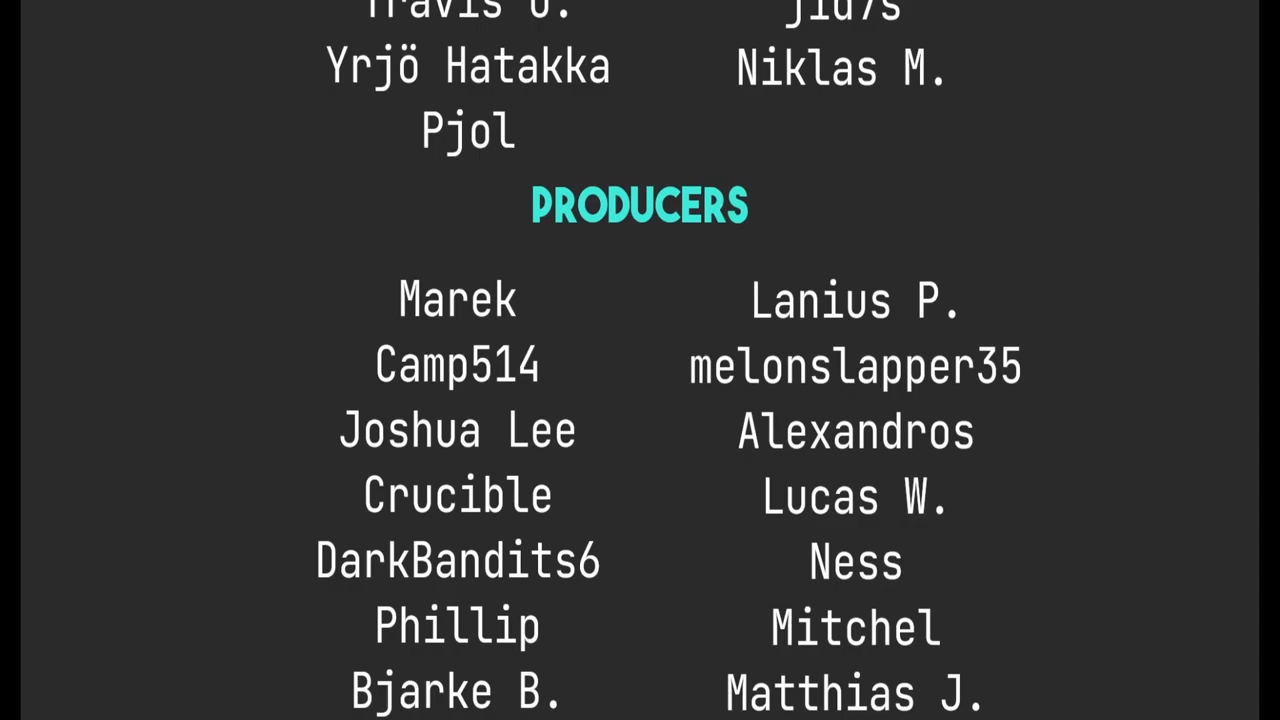 Yrjö Hatakka Niklas M.
Pjol
PRODUCERS
Marek Lanius P.
Camp514 melonslapper35
Joshua Lee Alexandros
Crucible Lucas W.
DarkBandits6 Ness
Phillip Mitchel
Bjarke B. Matthias J.